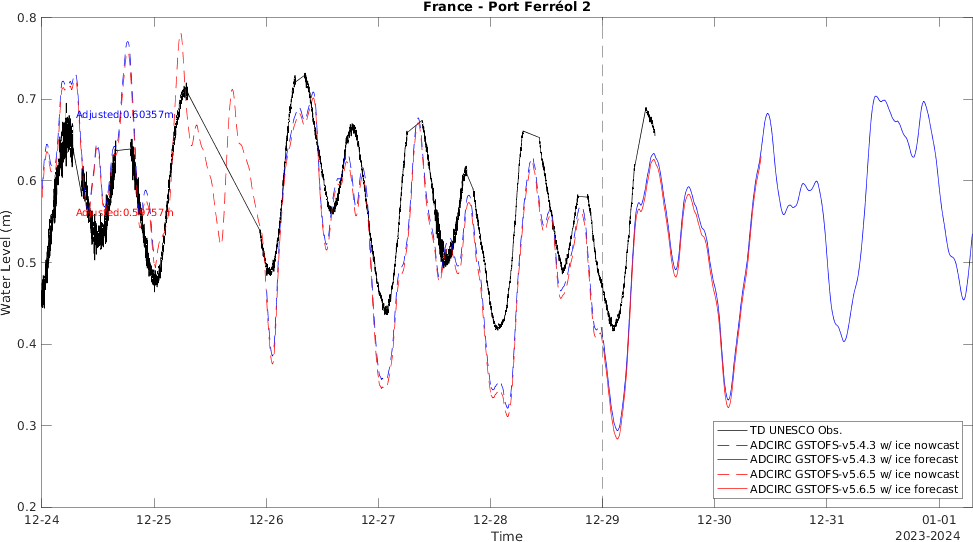 France - Port Ferréol 2
0.8
0.7
0.6
0.5
0.4
0.3
0.2
Water Level (m)
Adjusted:0.60357m
12-24
12-25
12-26
12-27
12-28
12-29
12-30
12-31
01-01
Time
2023-2024
TD UNESCO Obs.
ADCIRC GSTOFS-v5.4.3 w/ ice nowcast
ADCIRC GSTOFS-v5.4.3 w/ ice forecast
ADCIRC GSTOFS-v5.6.5 w/ ice nowcast
ADCIRC GSTOFS-v5.6.5 w/ ice forecast